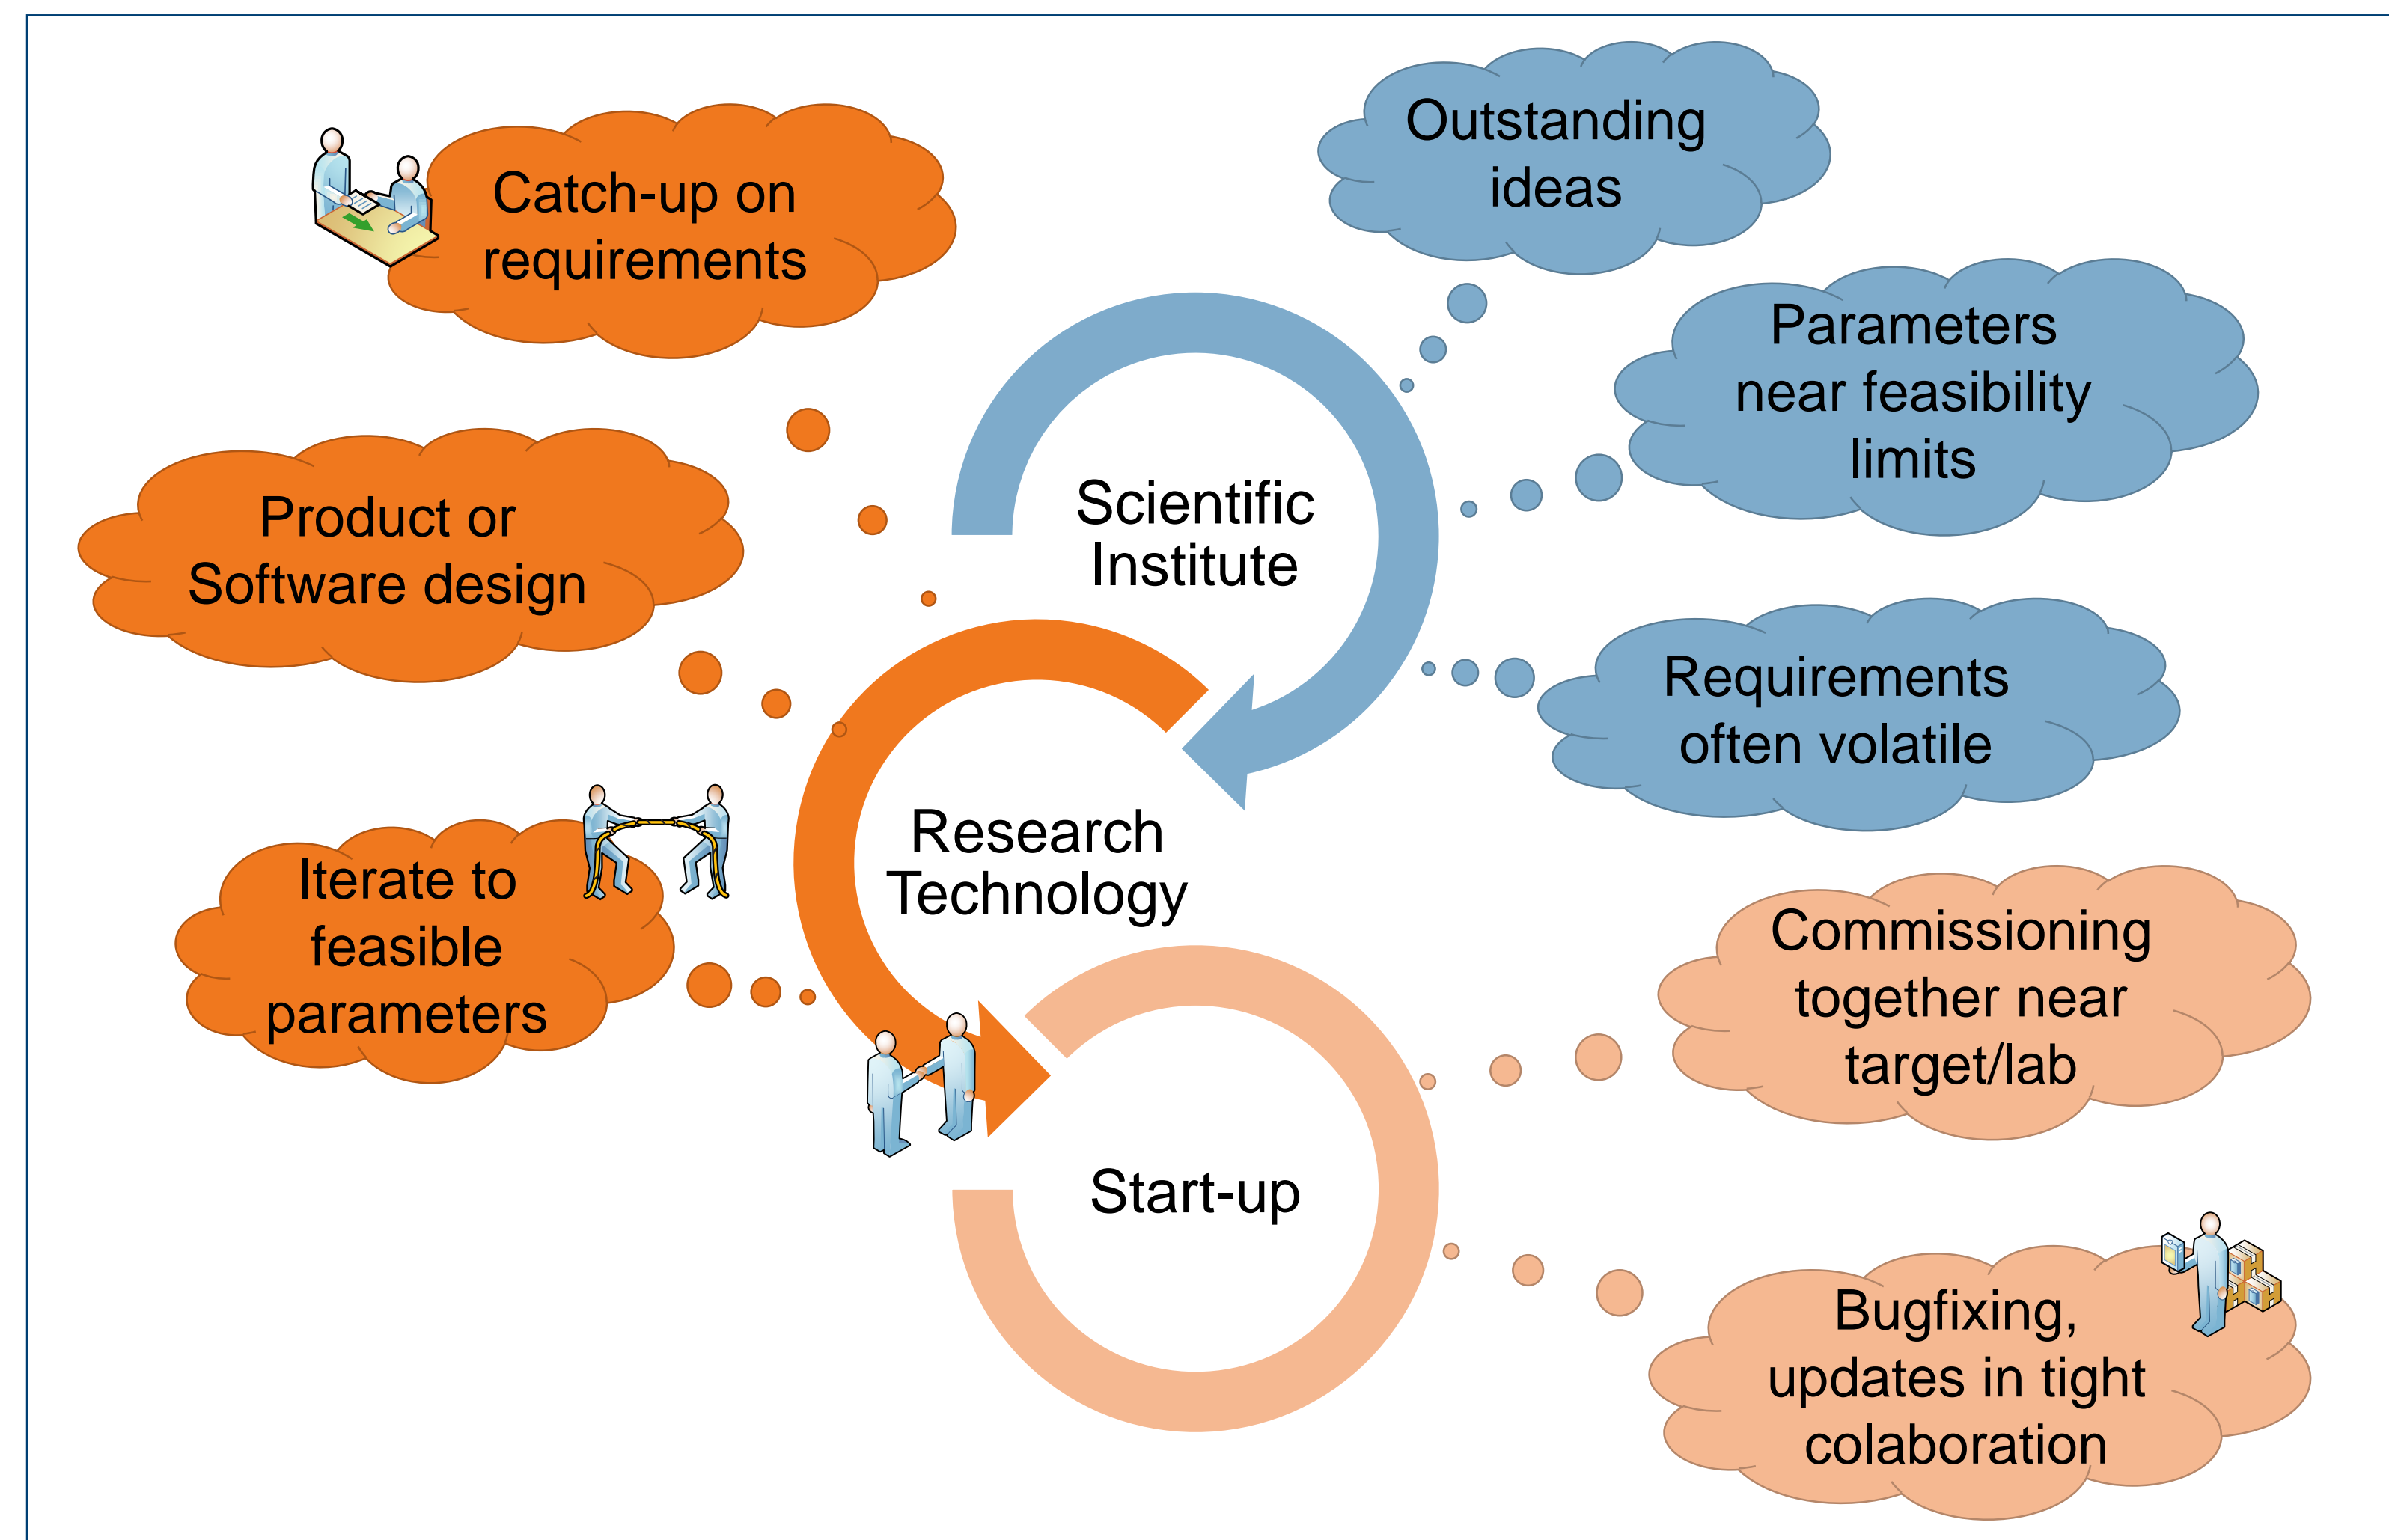 Catch-up on
requirements
Product or
Software design
Iterate to
feasible
parameters
Scientific
Institute
Research
Technology
Start-up
Outstanding
ideas
Parameters
near feasibility
limits
Requirements
often volatile
Commissioning
together near
target/lab
Bugfixing,
updates in tight
colaboration